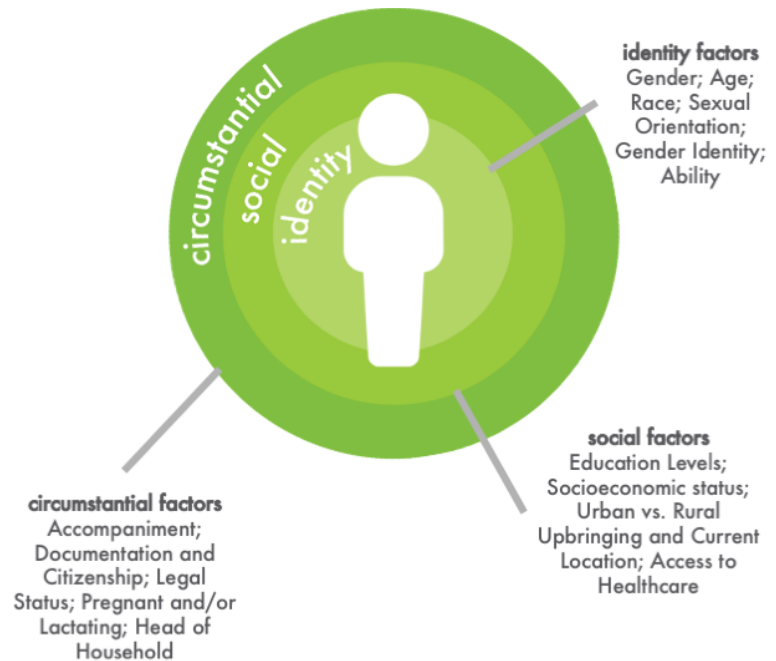 circumstantial
social
identity
identity factors
Gender; Age;
Race; Sexual
Orientation;
Gender Identity;
Ability
social factors
Education Levels;
Socioeconomic status;
Urban vs. Rural
Upbringing and Current
Location; Access to
Healthcare
circumstantial factors
Accompaniment;
Documentation and
Citizenship; Legal
Status; Pregnant and/or
Lactating; Head of
Household